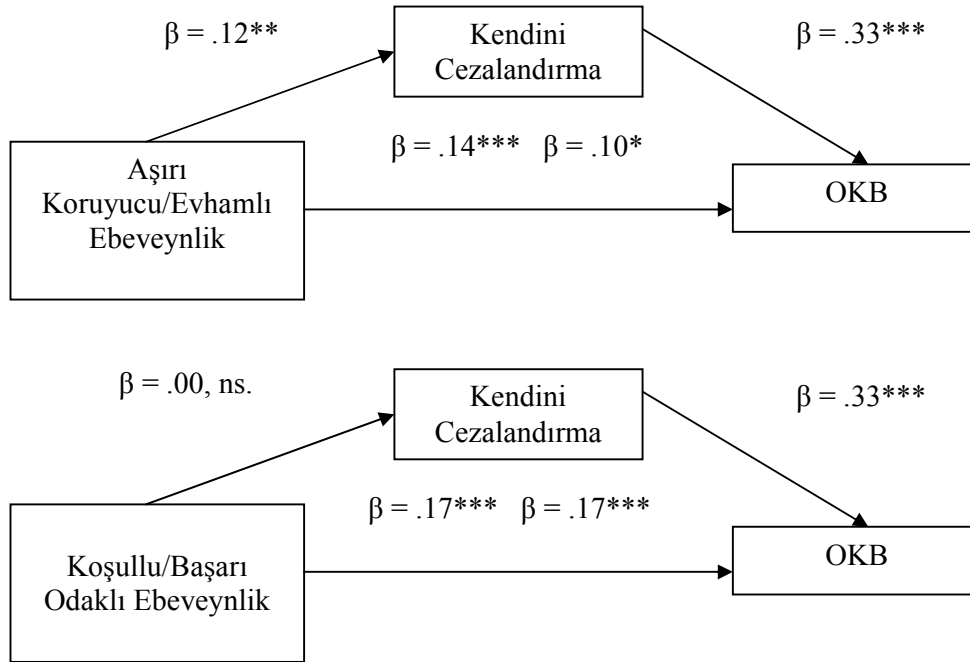 β = .12**
Kendini
Cezalandırma
β = .33***
β = .14*** β = .10*
Aşırı
Koruyucu/Evhamlı
Ebeveynlik
OKB
β = .00, ns.
Kendini
Cezalandırma
β = .33***
β = .17*** β = .17***
Koşullu/Başarı
Odaklı Ebeveynlik
OKB